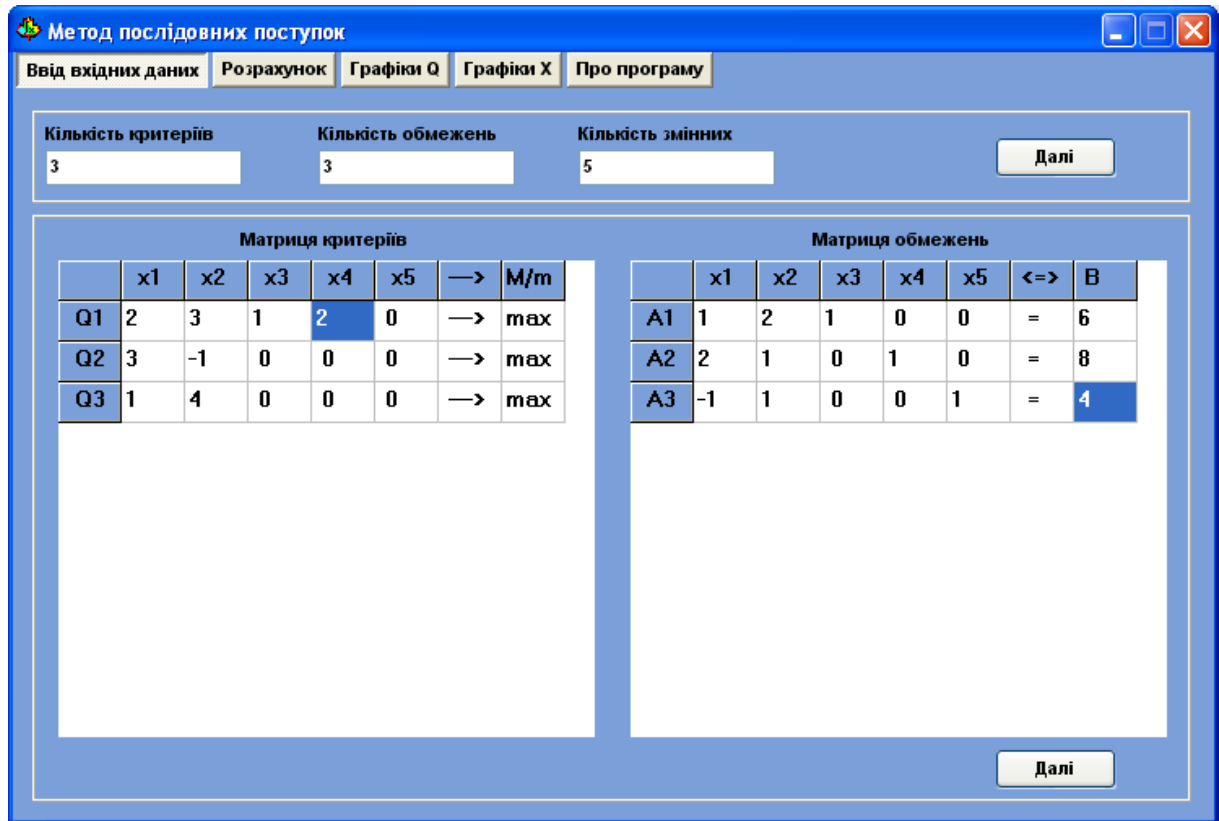 Метод послідовних поступок
Ввід вхідних даних Розрахунок Графіки Q Графіки X Про програму
Кількість критеріїв Кількість обмежень Кількість змінних
3 3 5 Далі
Матриця критеріїв
x1 x2 x3 x4 x5 —> M/m
Q1 2 3 1 2 0 —> max
Q2 3 -1 0 0 0 —> max
Q3 1 4 0 0 0 —> max
Матриця обмежень
x1 x2 x3 x4 x5 <=> B
A1 1 2 1 0 0 = 6
A2 2 1 0 1 0 = 8
A3 -1 1 0 0 1 = 4
Далі